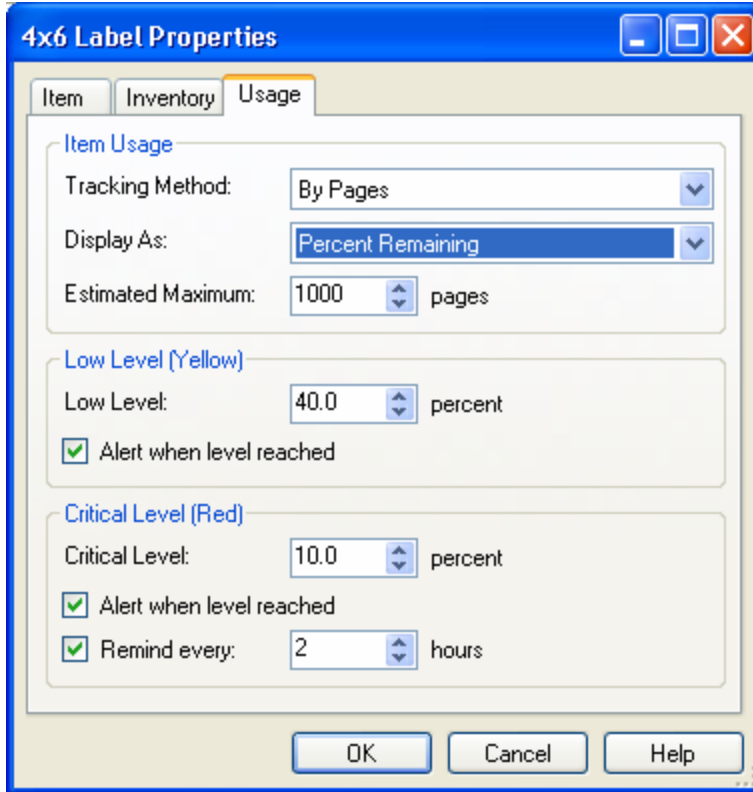 4x6 Label Properties
Item Inventory Usage
Item Usage
Tracking Method: By Pages
Display As: Percent Remaining
Estimated Maximum: 1000 pages
Low Level (Yellow)
Low Level: 40.0 percent
Alert when level reached
Critical Level (Red)
Critical Level: 10.0 percent
Alert when level reached
Remind every: 2 hours
OK Cancel Help